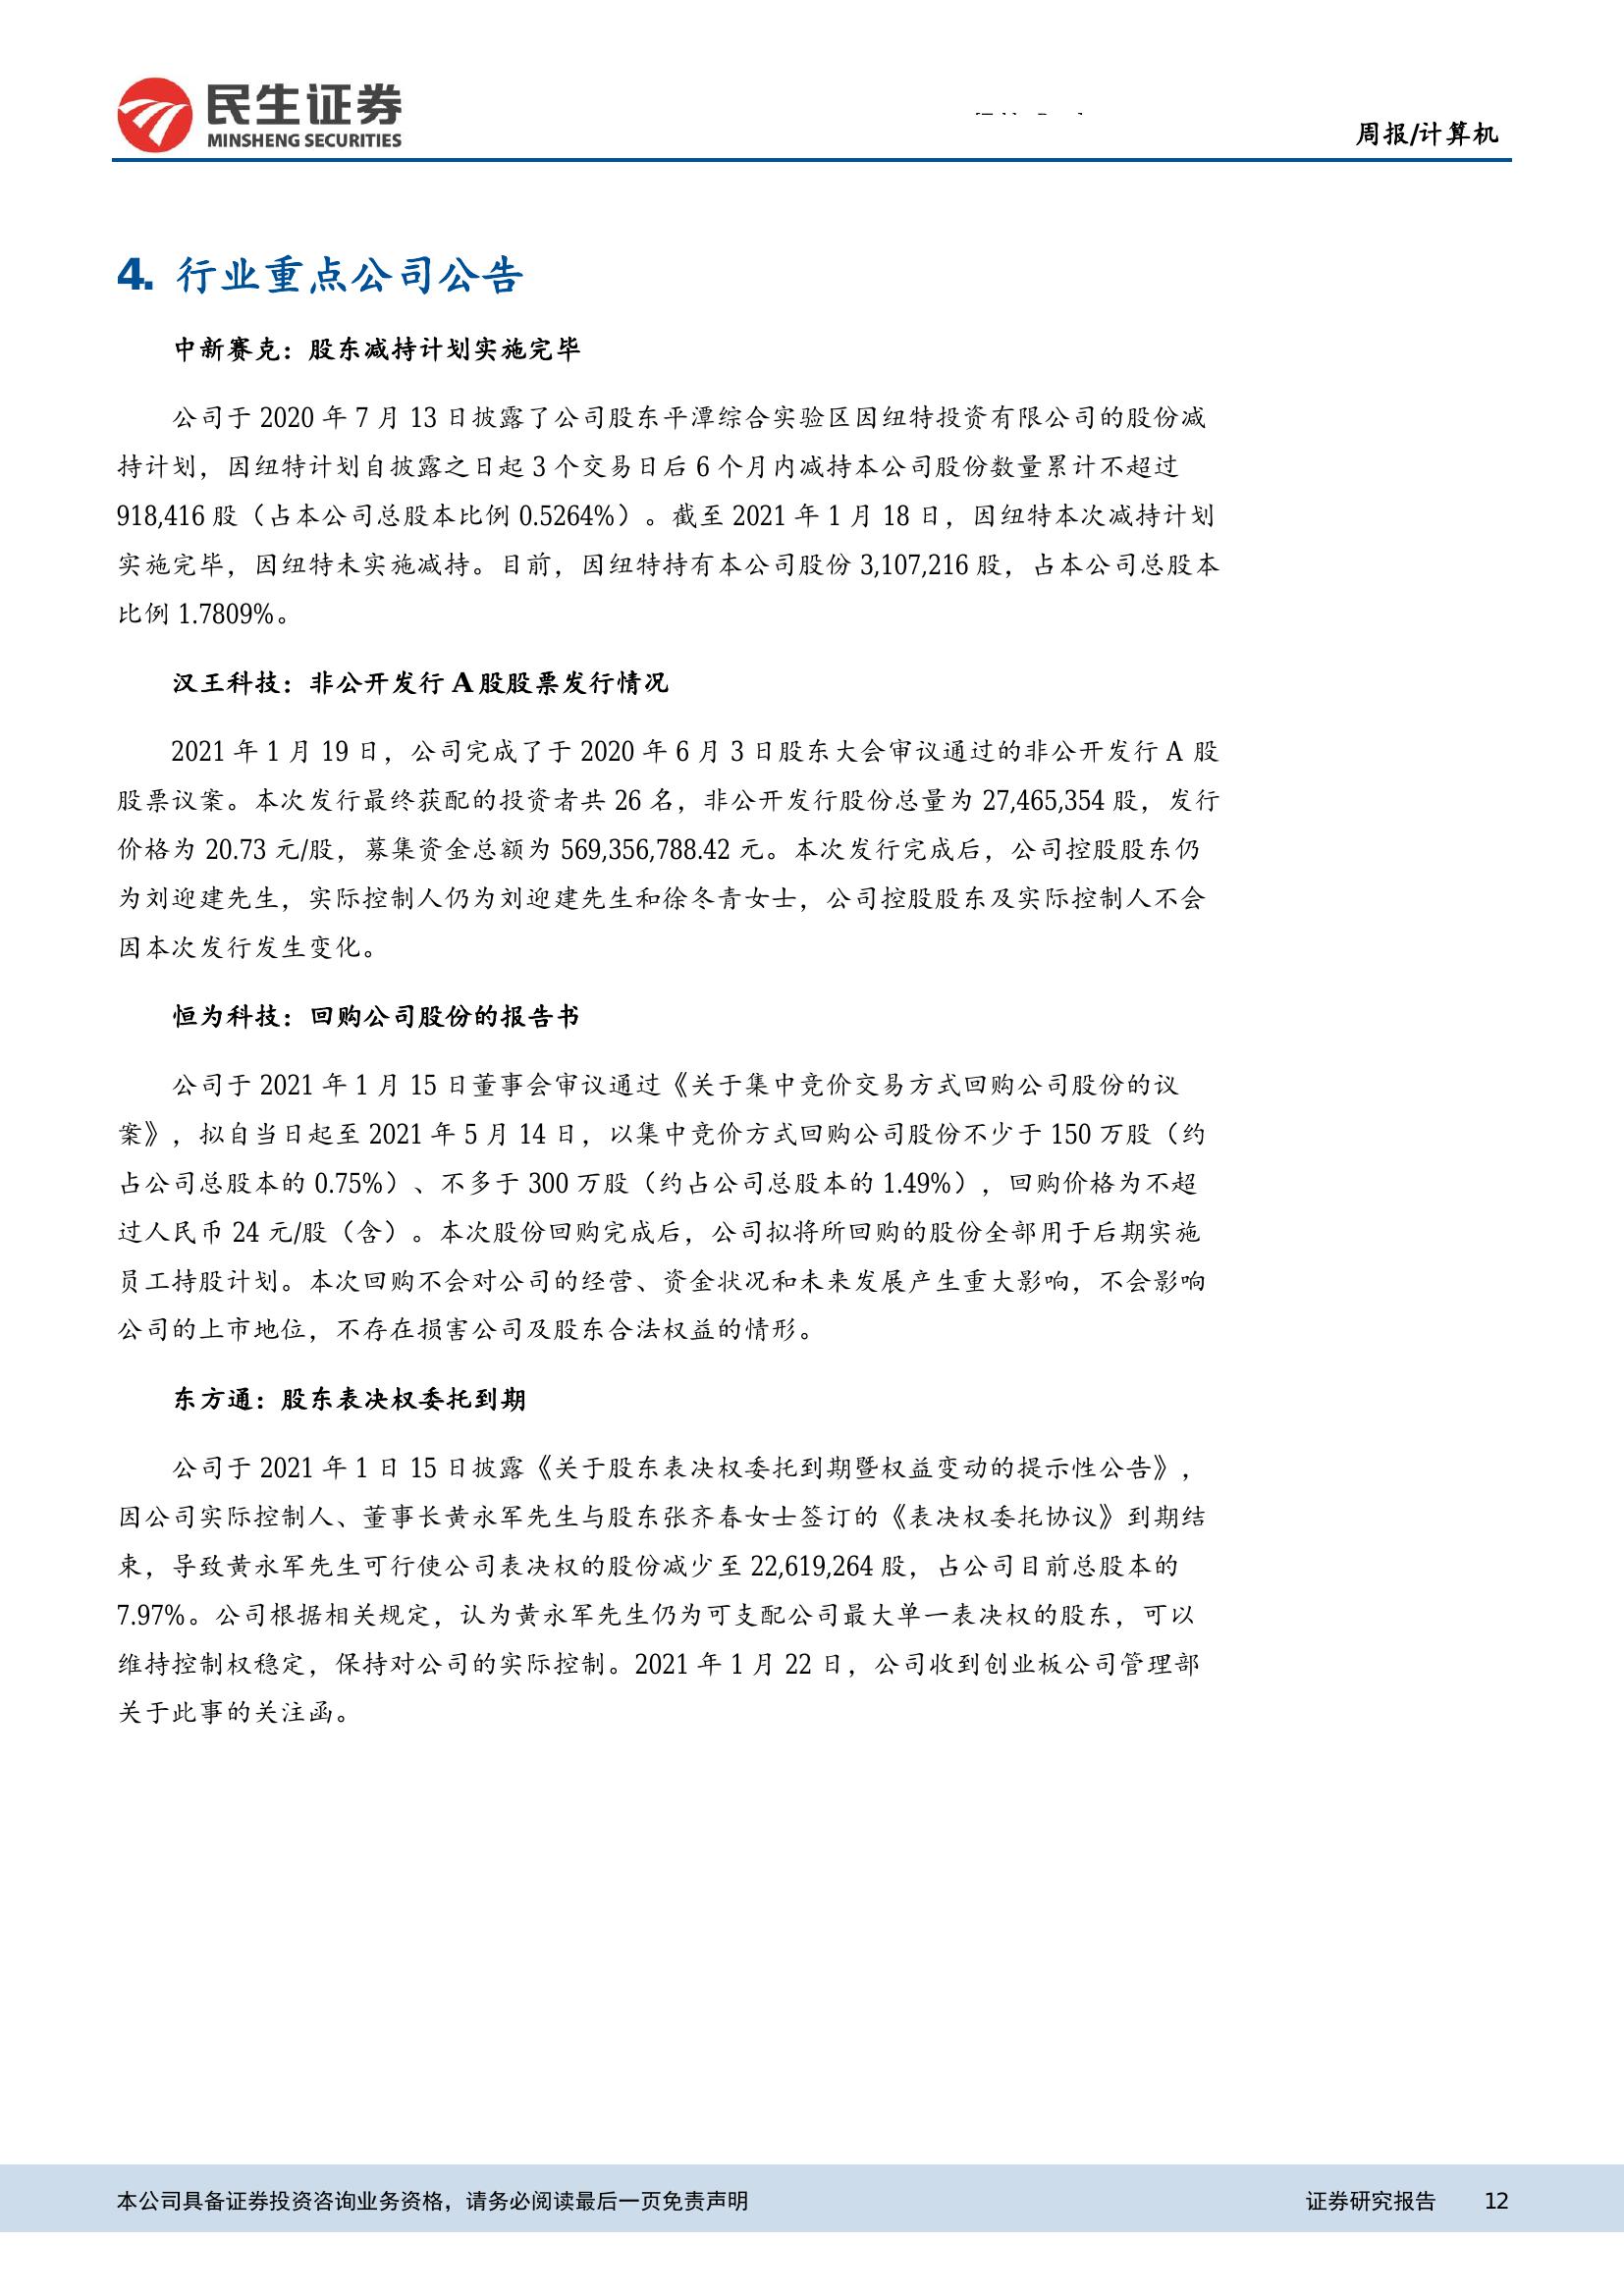 民生证券
MINSHENG SECURITIES
周报/计算机
4. 行业重点公司公告
中新赛克：股东减持计划实施完毕
公司于 2020 年 7 月 13 日披露了公司股东平潭综合实验区因纽特投资有限公司的股份减
持计划，因纽特计划自披露之日起 3 个交易日后 6 个月内减持本公司股份数量累计不超过
918,416 股（占本公司总股本比例 0.5264%）。截至 2021 年 1 月 18 日，因纽特本次减持计划
实施完毕，因纽特未实施减持。目前，因纽特持有本公司股份 3,107,216 股，占本公司总股本
比例 1.7809%。
汉王科技：非公开发行 A 股股票发行情况
2021 年 1 月 19 日，公司完成了于 2020 年 6 月 3 日股东大会审议通过的非公开发行 A 股
股票议案。本次发行最终获配的投资者共 26 名，非公开发行股份总量为 27,465,354 股，发行
价格为 20.73 元/股，募集资金总额为 569,356,788.42 元。本次发行完成后，公司控股股东仍
为刘迎建先生，实际控制人仍为刘迎建先生和徐冬青女士，公司控股股东及实际控制人不会
因本次发行发生变化。
恒为科技：回购公司股份的报告书
公司于 2021 年 1 月 15 日董事会审议通过《关于集中竞价交易方式回购公司股份的议
案》，拟自当日起至 2021 年 5 月 14 日，以集中竞价方式回购公司股份不少于 150 万股（约
占公司总股本的 0.75%）、不多于 300 万股（约占公司总股本的 1.49%），回购价格为不超
过人民币 24 元/股（含）。本次股份回购完成后，公司拟将所回购的股份全部用于后期实施
员工持股计划。本次回购不会对公司的经营、资金状况和未来发展产生重大影响，不会影响
公司的上市地位，不存在损害公司及股东合法权益的情形。
东方通：股东表决权委托到期
公司于 2021 年 1 日 15 日披露《关于股东表决权委托到期暨权益变动的提示性公告》，
因公司实际控制人、董事长黄永军先生与股东张齐春女士签订的《表决权委托协议》到期结
束，导致黄永军先生可行使公司表决权的股份减少至 22,619,264 股，占公司目前总股本的
7.97%。公司根据相关规定，认为黄永军先生仍为可支配公司最大单一表决权的股东，可以
维持控制权稳定，保持对公司的实际控制。2021 年 1 月 22 日，公司收到创业板公司管理部
关于此事的关注函。
本公司具备证券投资咨询业务资格，请务必阅读最后一页免责声明
证券研究报告 12